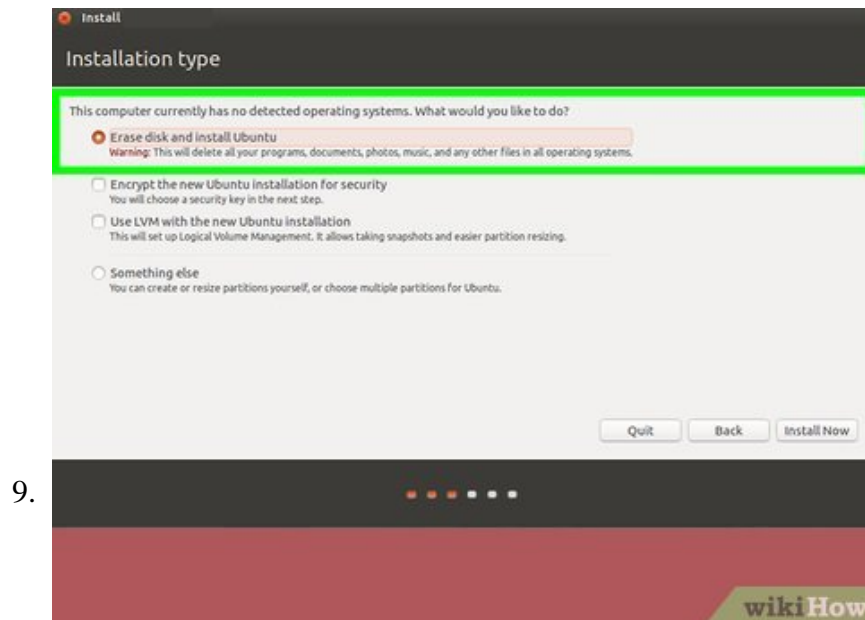 Install
Installation type
This computer currently has no detected operating systems. What would you like to do?
Erase disk and install Ubuntu
Warning: This will delete all your programs, documents, photos, music, and any other files in all operating systems.
Encrypt the new Ubuntu installation for security
You will choose a security key in the next step.
Use LVM with the new Ubuntu installation
This will set up Logical Volume Management. It allows taking snapshots and easier partition resizing.
Something else
You can create or resize partitions yourself, or choose multiple partitions for Ubuntu.
Quit Back Install Now
9.
wikiHow